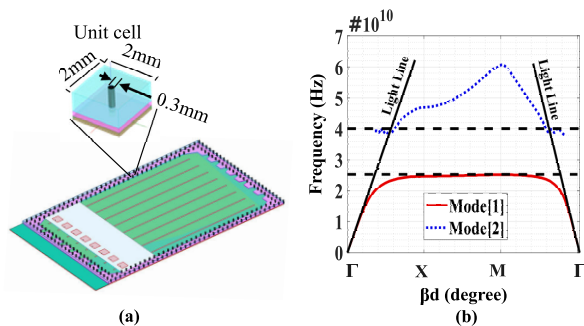 Unit cell
2mm
2mm
0.3mm
(a)
#10^10
Frequency (Hz)
7
6
5
4
3
2
1
0
Light Line
Light Line
Mode[1]
Mode[2]
Γ
X
M
Γ
βd (degree)
(b)